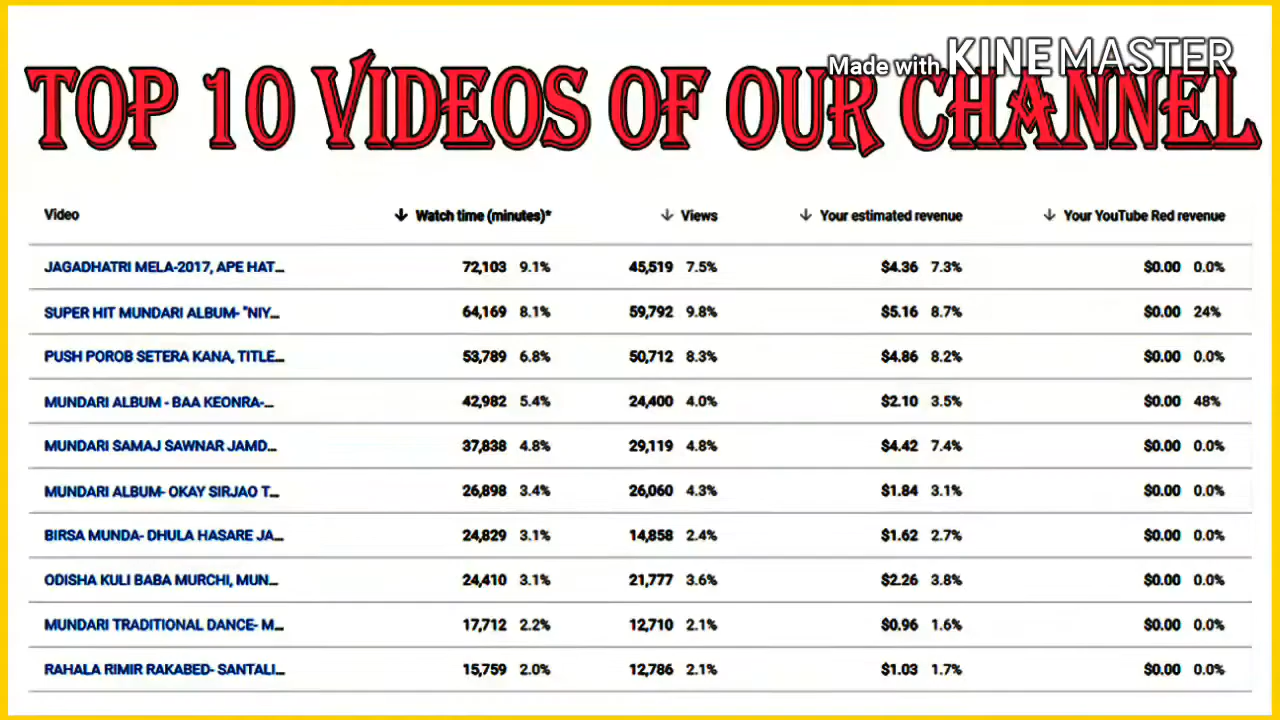 Made with KINEMASTER
TOP 10 VIDEOS OF OUR CHANNEL
Video ↓ Watch time (minutes)* ↓ Views ↓ Your estimated revenue ↓ Your YouTube Red revenue
JAGADHATRI MELA-2017, APE HAT... 72,103 9.1% 45,519 7.5% $4.36 7.3% $0.00 0.0%
SUPER HIT MUNDARI ALBUM- "NIY... 64,169 8.1% 59,792 9.8% $5.16 8.7% $0.00 24%
PUSH POROB SETERA KANA, TITLE... 53,789 6.8% 50,712 8.3% $4.86 8.2% $0.00 0.0%
MUNDARI ALBUM - BAA KEONRA-... 42,982 5.4% 24,400 4.0% $2.10 3.5% $0.00 48%
MUNDARI SAMAJ SAWNAR JAMD... 37,838 4.8% 29,119 4.8% $4.42 7.4% $0.00 0.0%
MUNDARI ALBUM- OKAY SIRJAO T... 26,898 3.4% 26,060 4.3% $1.84 3.1% $0.00 0.0%
BIRSA MUNDA- DHULA HASARE JA... 24,829 3.1% 14,858 2.4% $1.62 2.7% $0.00 0.0%
ODISHA KULI BABA MURCHI, MUN... 24,410 3.1% 21,777 3.6% $2.26 3.8% $0.00 0.0%
MUNDARI TRADITIONAL DANCE- M... 17,712 2.2% 12,710 2.1% $0.96 1.6% $0.00 0.0%
RAHALA RIMIR RAKABED- SANTALI... 15,759 2.0% 12,786 2.1% $1.03 1.7% $0.00 0.0%